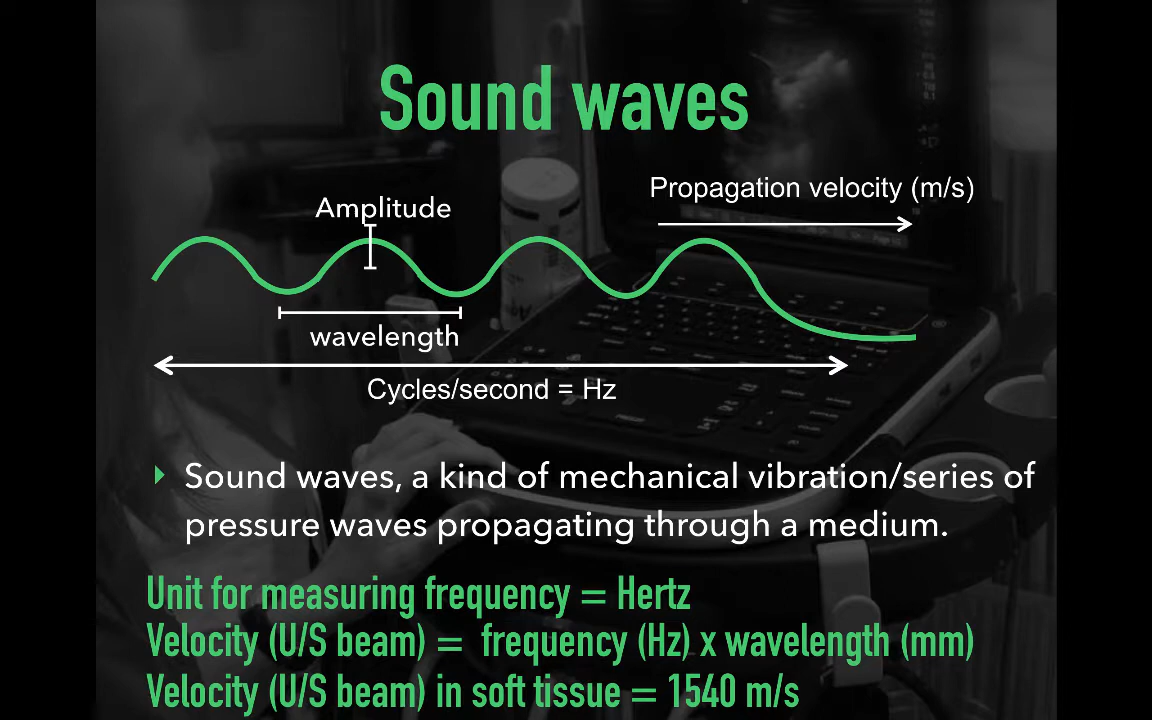 Sound waves
Propagation velocity (m/s)
Amplitude
wavelength
Cycles/second = Hz
Sound waves, a kind of mechanical vibration/series of
pressure waves propagating through a medium.
Unit for measuring frequency = Hertz
Velocity (U/S beam) = frequency (Hz) x wavelength (mm)
Velocity (U/S beam) in soft tissue = 1540 m/s